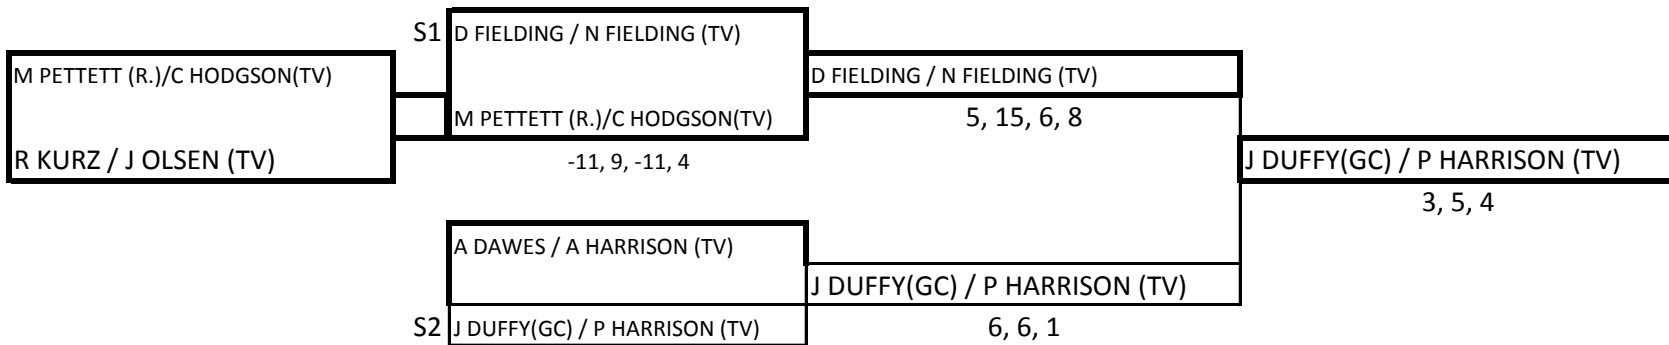 S1 D FIELDING / N FIELDING (TV)
M PETTETT (R.)/C HODGSON(TV)
D FIELDING / N FIELDING (TV)
M PETTETT (R.)/C HODGSON(TV)
5, 15, 6, 8
R KURZ / J OLSEN (TV)
-11, 9, -11, 4
J DUFFY(GC) / P HARRISON (TV)
3, 5, 4
A DAWES / A HARRISON (TV)
J DUFFY(GC) / P HARRISON (TV)
S2 J DUFFY(GC) / P HARRISON (TV)
6, 6, 1